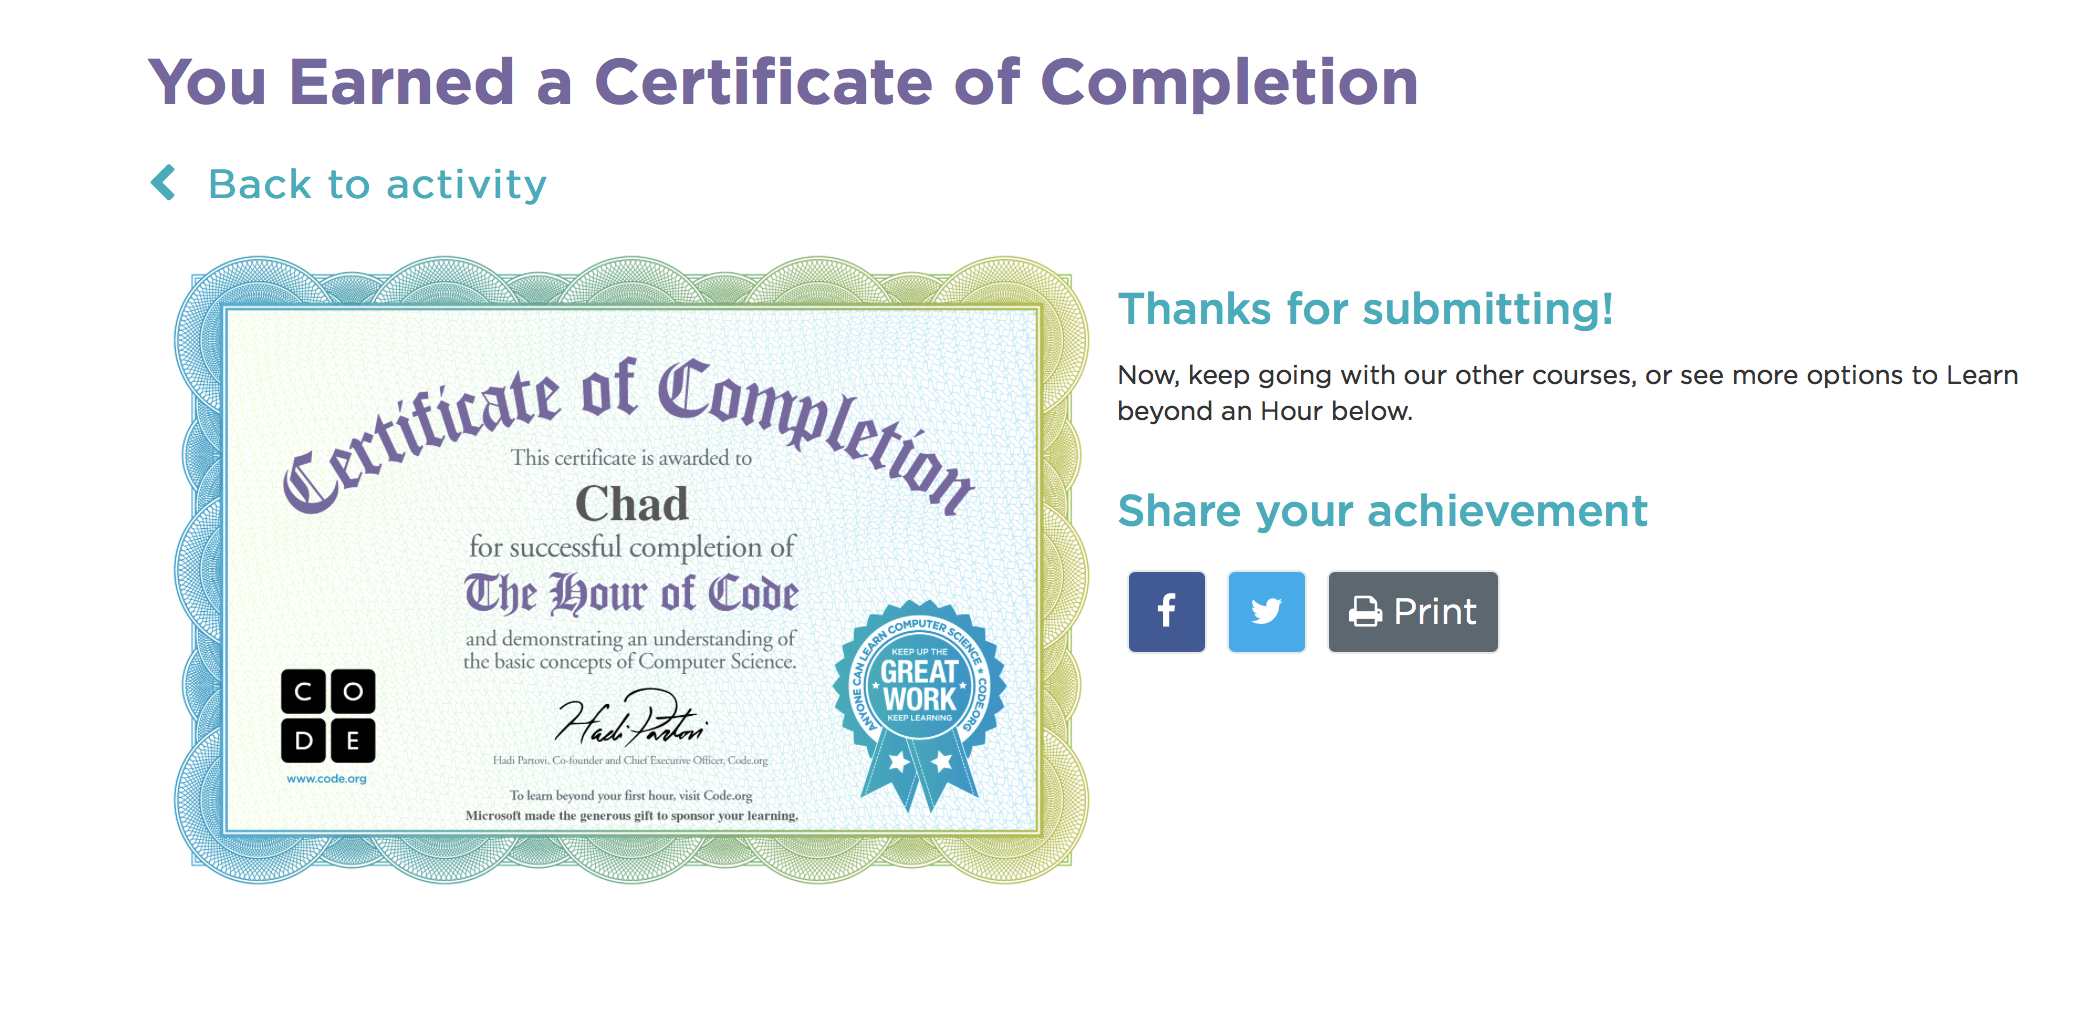 You Earned a Certificate of Completion
Back to activity
Certificate of Completion
This certificate is awarded to
Chad
for successful completion of
The Hour of Code
and demonstrating an understanding of
the basic concepts of Computer Science.
C O
D E
www.code.org
Hadi Partovi
Hadi Partovi, Co-founder and Chief Executive Officer, Code.org
To learn beyond your first hour, visit Code.org
Microsoft made the generous gift to sponsor your learning.
ANYONE CAN LEARN COMPUTER SCIENCE ★ CODE.ORG
KEEP UP THE
GREAT
WORK
KEEP LEARNING
Thanks for submitting!
Now, keep going with our other courses, or see more options to Learn
beyond an Hour below.
Share your achievement
f
Print